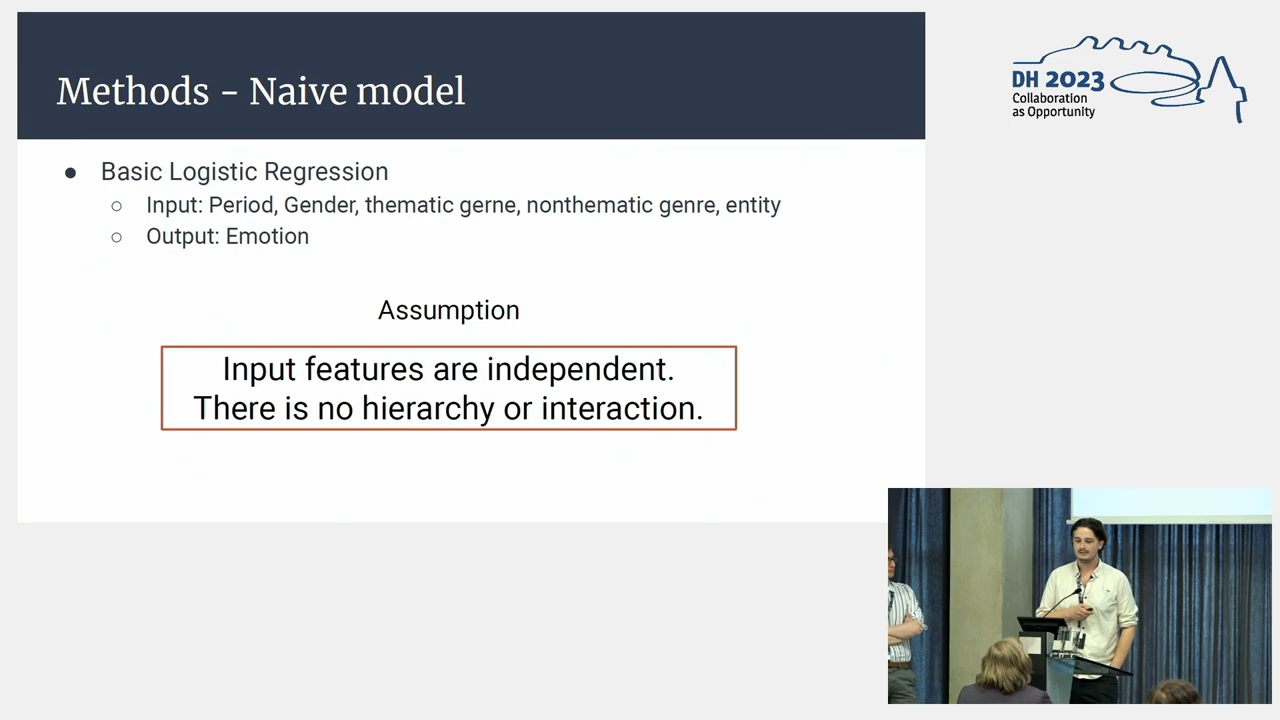 Methods - Naive model
Basic Logistic Regression
Input: Period, Gender, thematic gerne, nonthematic genre, entity
Output: Emotion
Assumption
Input features are independent.
There is no hierarchy or interaction.
DH 2023
Collaboration
as Opportunity